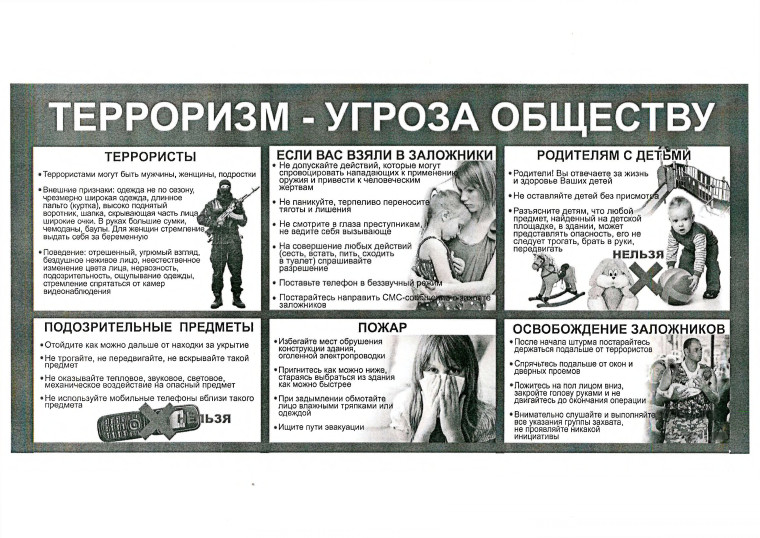 ТЕРРОРИЗМ - УГРОЗА ОБЩЕСТВУ
ТЕРРОРИСТЫ
• Террористами могут быть мужчины, женщины, подростки
• Внешние признаки: одежда не по сезону,
чрезмерно широкая одежда, длинное
пальто (куртка), высоко поднятый
воротник, шапка, скрывающая часть лица
широкие очки. В руках большие сумки,
чемоданы, баулы. Для женщин стремление
выдать себя за беременную
• Поведение: отрешенный, угрюмый взгляд,
бездушное неживое лицо, неестественное
изменение цвета лица, нервозность,
подозрительность, ощупывание одежды,
стремление спрятатся от камер
видеонаблюдения
ЕСЛИ ВАС ВЗЯЛИ В ЗАЛОЖНИКИ
• Не допускайте действий, которые могут
спровоцировать нападающих к применению
оружия и привести к человеческим
жертвам
• Не паникуйте, терпеливо переносите
тяготы и лишения
• Не смотрите в глаза преступникам,
не ведите себя вызывающе
• На совершение любых действий
(сесть, встать, пить, сходить
в туалет) спрашивайте
разрешение
• Поставьте телефон в беззвучный режим
• Постарайтесь направить СМС-сообщение о захвате
заложников
РОДИТЕЛЯМ С ДЕТЬМИ
• Родители! Вы отвечаете за жизнь
и здоровье Ваших детей
• Не оставляйте детей без присмотра
• Разъясните детям, что любой
предмет, найденный на детской
площадке, в здании, может
представлять опасность, его не
следует трогать, брать в руки,
передвигать
НЕЛЬЗЯ
ПОДОЗРИТЕЛЬНЫЕ ПРЕДМЕТЫ
• Отойдите как можно дальше от находки за укрытие
• Не трогайте, не передвигайте, не вскрывайте такой
предмет
• Не оказывайте тепловое, звуковое, световое,
механическое воздействие на опасный предмет
• Не используйте мобильные телефоны вблизи такого
предмета
НЕЛЬЗЯ
ПОЖАР
• Избегайте мест обрушения
конструкции здания,
оголенной электропроводки
• Пригнитесь как можно ниже,
стараясь выбраться из здания
как можно быстрее
• При задымлении обмотайте
лицо влажными тряпками или
одеждой
• Ищите пути эвакуации
ОСВОБОЖДЕНИЕ ЗАЛОЖНИКОВ
• После начала штурма постарайтесь
держаться подальше от террористов
• Спрячьтесь подальше от окон и
дверных проемов
• Ложитесь на пол лицом вниз,
закройте голову руками и не
двигайтесь до окончания операции
• Внимательно слушайте и выполняйте
все указания группы захвата,
не проявляйте никакой
инициативы